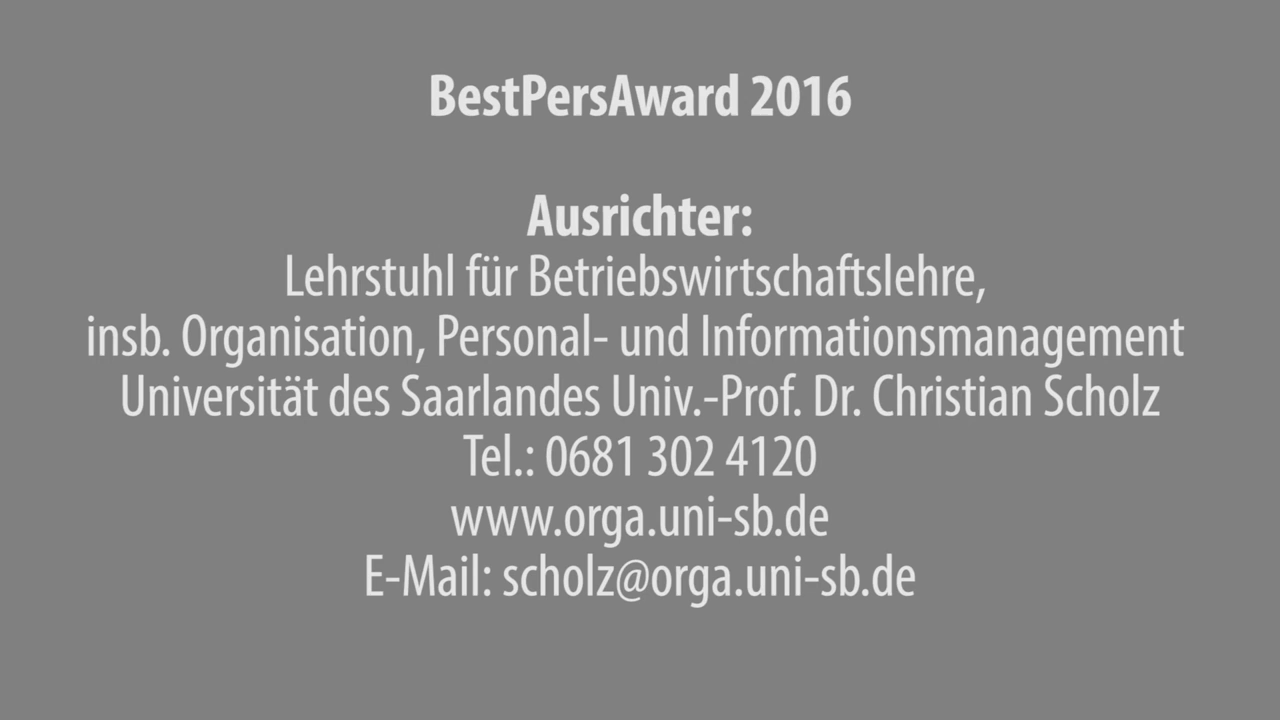 BestPersAward 2016
Ausrichter:
Lehrstuhl für Betriebswirtschaftslehre,
insb. Organisation, Personal- und Informationsmanagement
Universität des Saarlandes Univ.-Prof. Dr. Christian Scholz
Tel.: 0681 302 4120
www.orga.uni-sb.de
E-Mail: scholz@orga.uni-sb.de